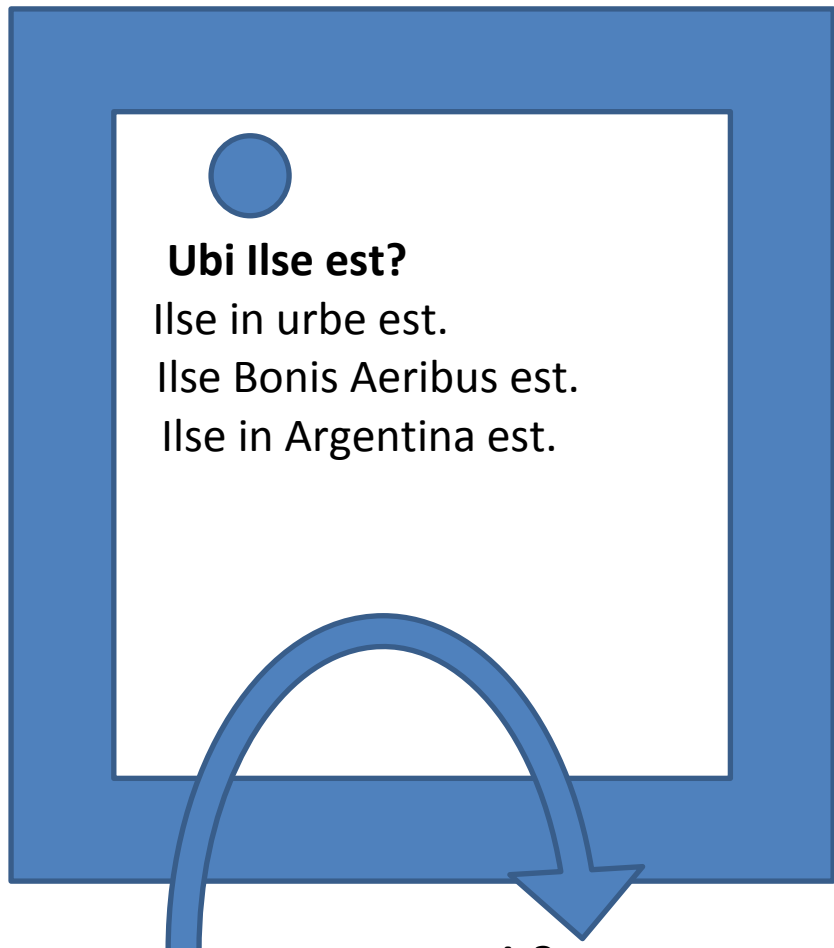 Ubi Ilse est?
Ilse in urbe est.
Ilse Bonis Aeribus est.
Ilse in Argentina est.